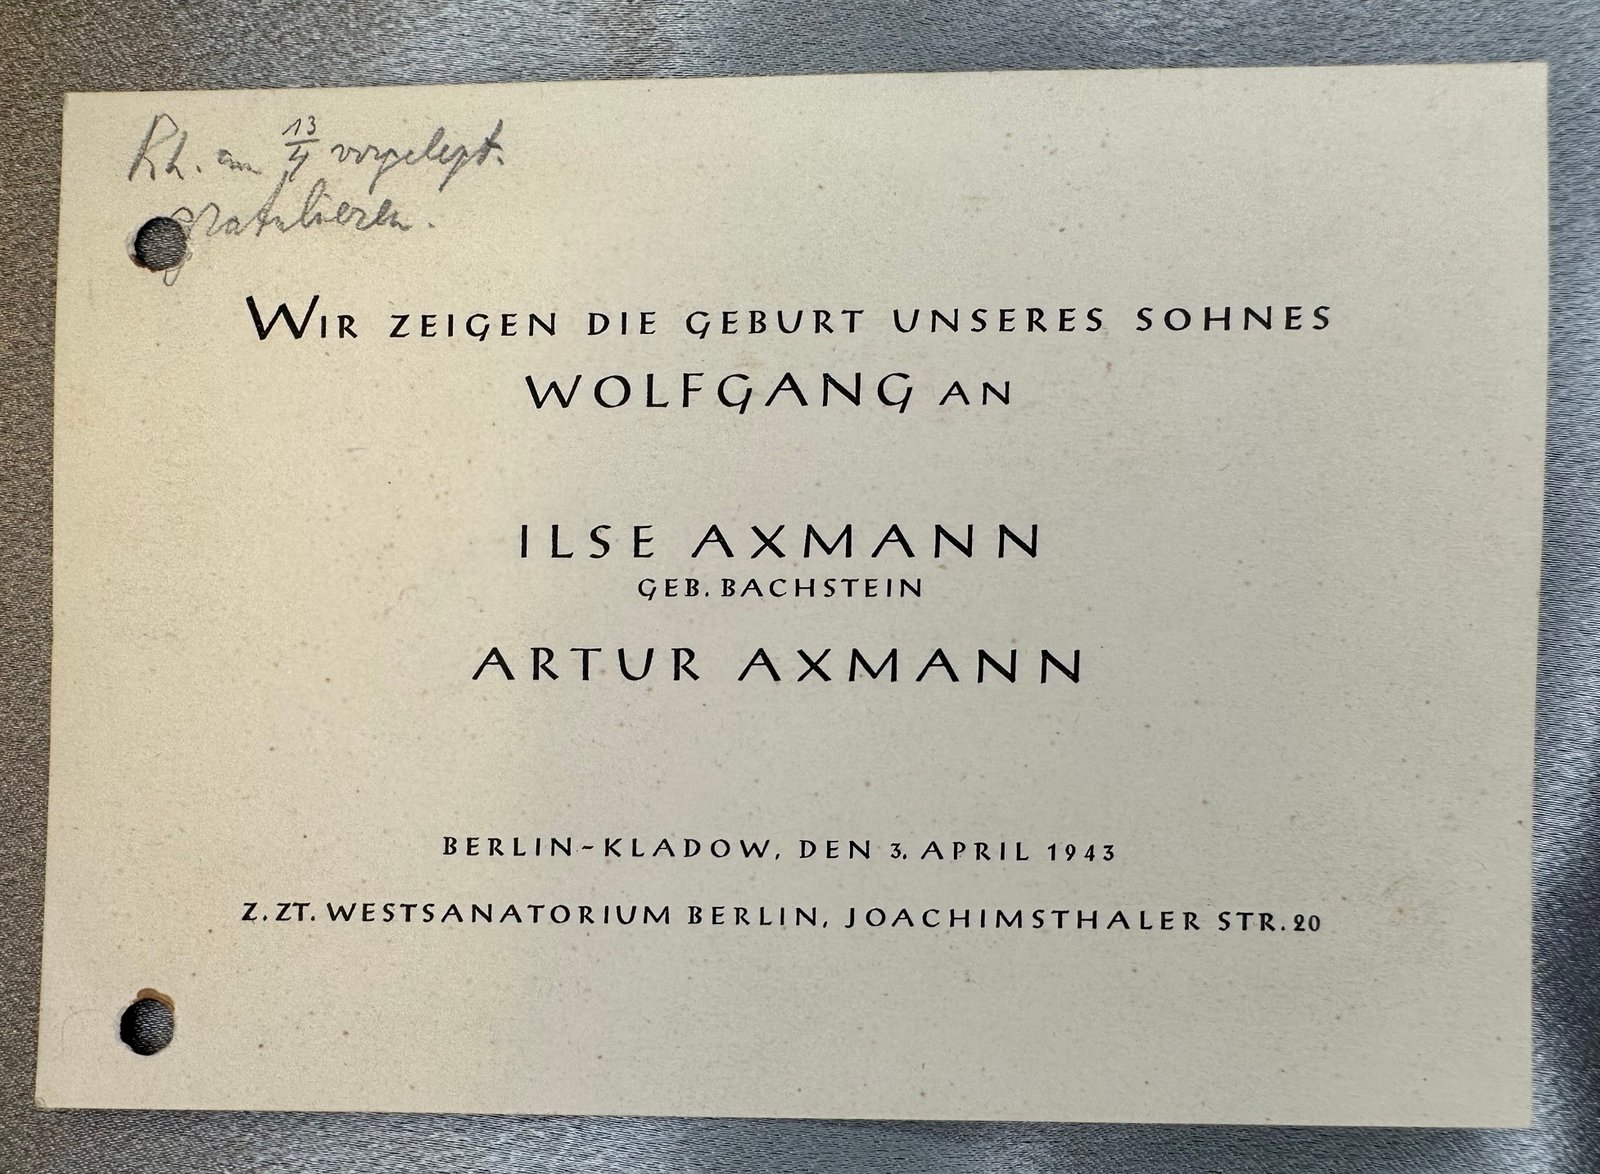 am 13/4 vorgelegt.
gratulieren.
WIR ZEIGEN DIE GEBURT UNSERES SOHNES
WOLFGANG AN
ILSE AXMANN
GEB. BACHSTEIN
ARTUR AXMANN
BERLIN-KLADOW, DEN 3. APRIL 1943
Z. ZT. WESTSANATORIUM BERLIN, JOACHIMSTHALER STR. 20